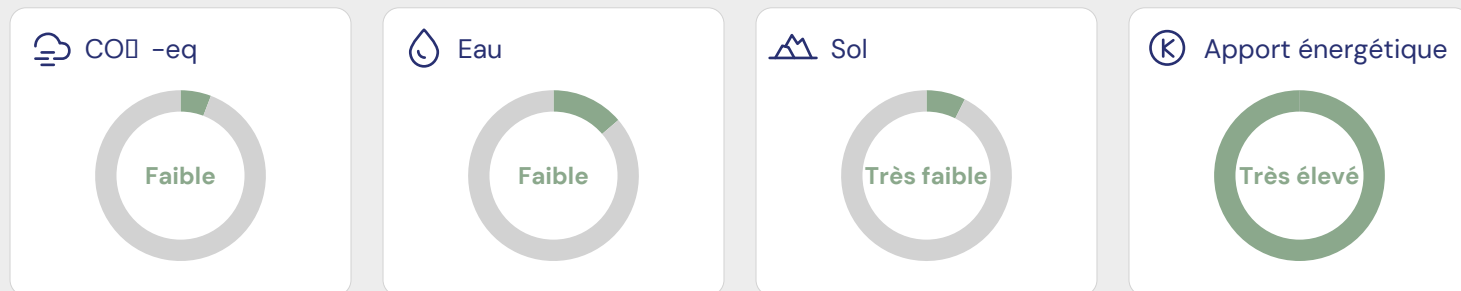 CO▯ -eq
Eau
Sol
Apport énergétique
Faible
Faible
Très faible
Très élevé